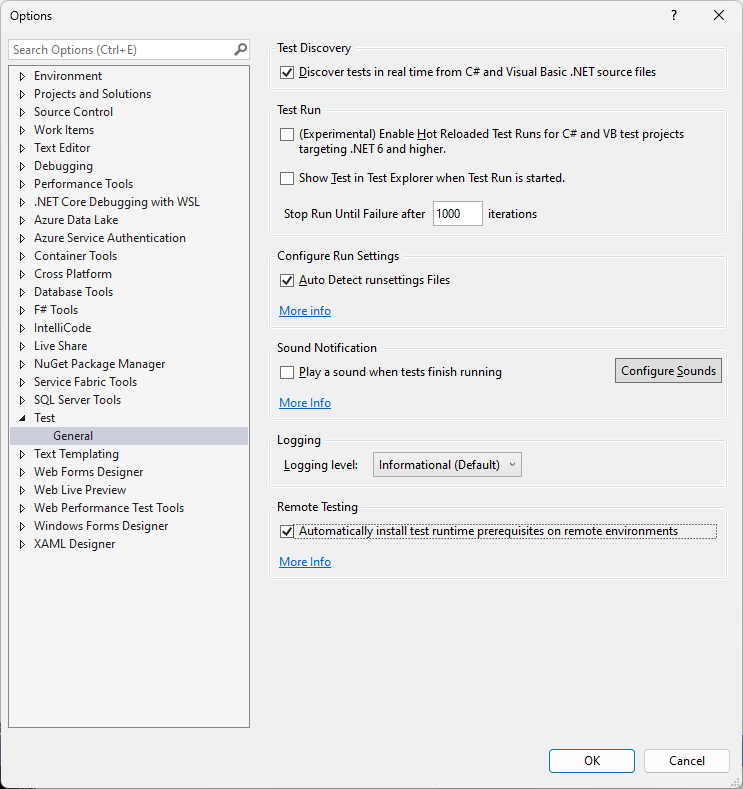 Options
?
Search Options (Ctrl+E)
Environment
Projects and Solutions
Source Control
Work Items
Text Editor
Debugging
Performance Tools
.NET Core Debugging with WSL
Azure Data Lake
Azure Service Authentication
Container Tools
Cross Platform
Database Tools
F# Tools
IntelliCode
Live Share
NuGet Package Manager
Service Fabric Tools
SQL Server Tools
Test
General
Text Templating
Web Forms Designer
Web Live Preview
Web Performance Test Tools
Windows Forms Designer
XAML Designer
Test Discovery
Discover tests in real time from C# and Visual Basic .NET source files
Test Run
(Experimental) Enable Hot Reloaded Test Runs for C# and VB test projects
targeting .NET 6 and higher.
Show Test in Test Explorer when Test Run is started.
Stop Run Until Failure after 1000 iterations
Configure Run Settings
Auto Detect runsettings Files
More info
Sound Notification
Play a sound when tests finish running
Configure Sounds
More Info
Logging
Logging level: Informational (Default)
Remote Testing
Automatically install test runtime prerequisites on remote environments
More Info
OK
Cancel